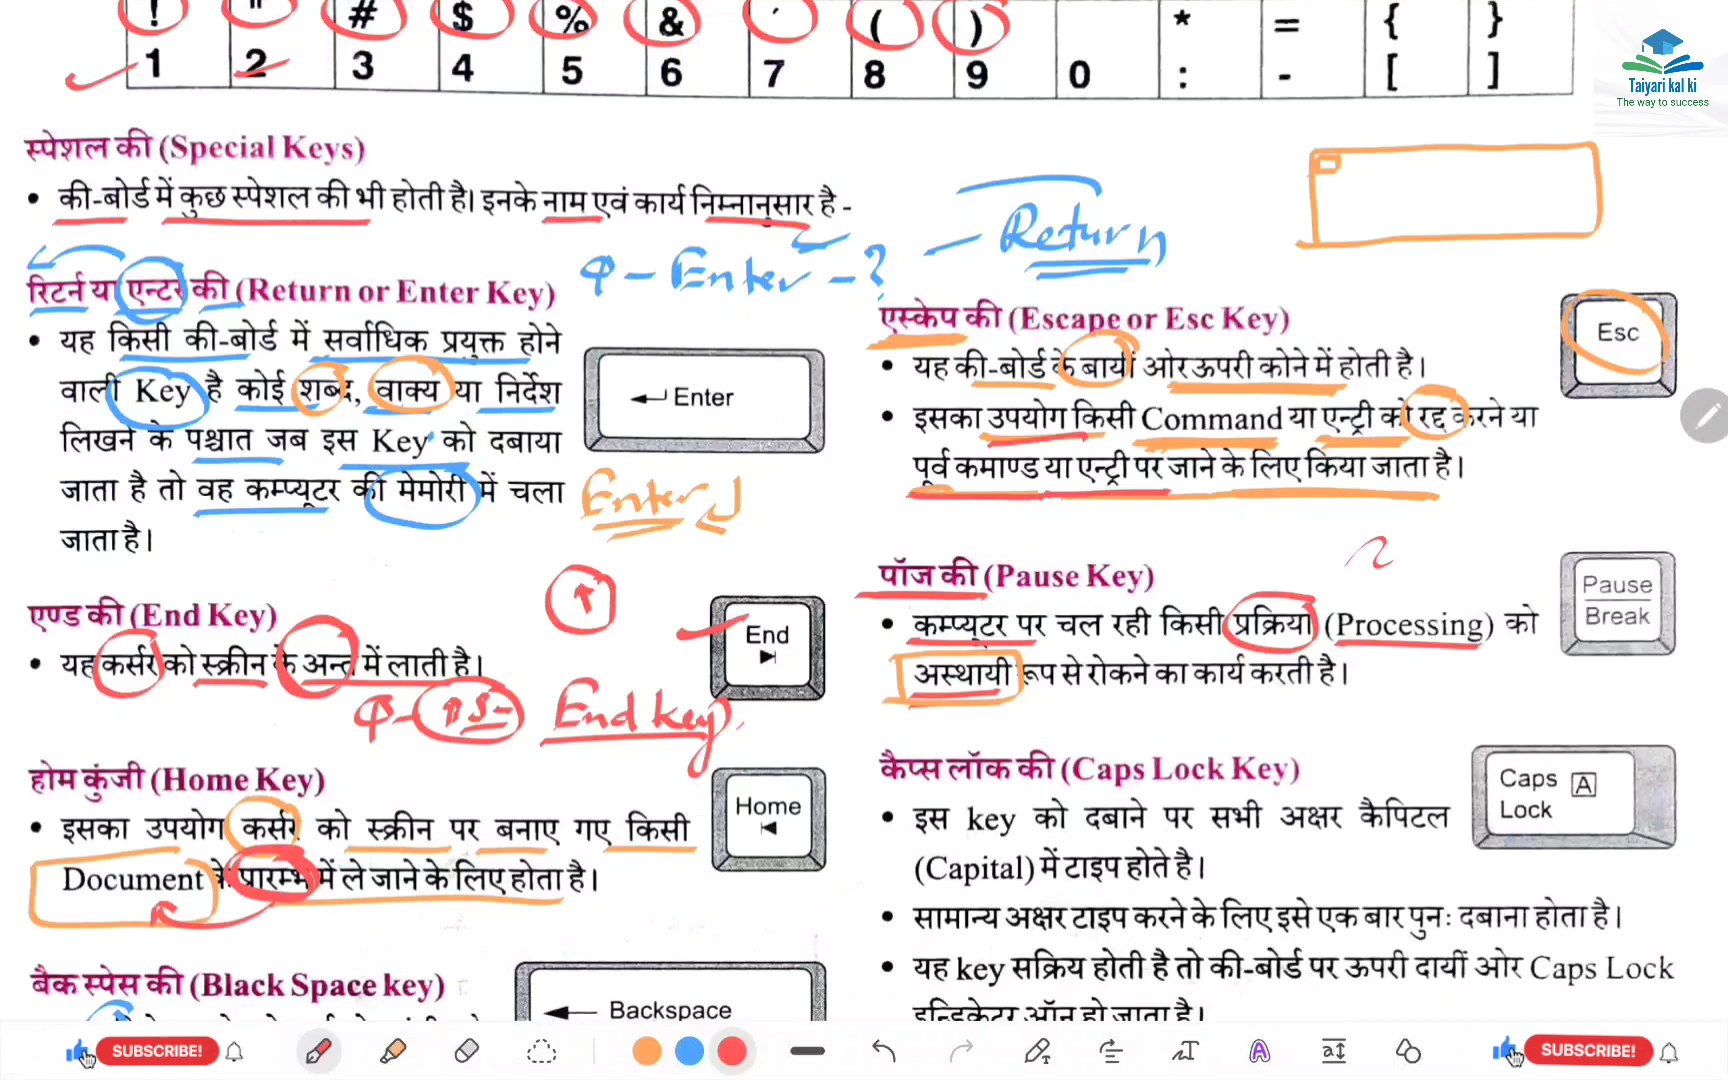 ! " # $ % & ' ( ) * = { }
1 2 3 4 5 6 7 8 9 0 : - [ ]
Taiyari kal ki
The way to success
स्पेशल की (Special Keys)
• की-बोर्ड में कुछ स्पेशल की भी होती है। इनके नाम एवं कार्य निम्नानुसार है -
φ - Enter - ? - Return
रिटर्न या एन्टर की (Return or Enter Key)
• यह किसी की-बोर्ड में सर्वाधिक प्रयुक्त होने
वाली Key है कोई शब्द, वाक्य या निर्देश
लिखने के पश्चात जब इस Key को दबाया
जाता है तो वह कम्प्यूटर की मेमोरी में चला
जाता है।
Enter
Enter
एण्ड की (End Key)
• यह कर्सर को स्क्रीन के अन्त में लाती है।
End
End key
होम कुंजी (Home Key)
• इसका उपयोग कर्सर को स्क्रीन पर बनाए गए किसी
Document के प्रारम्भ में ले जाने के लिए होता है।
Home
बैक स्पेस की (Black Space key)
Backspace
एस्केप की (Escape or Esc Key)
• यह की-बोर्ड के बायीं ओर ऊपरी कोने में होती है।
• इसका उपयोग किसी Command या एन्ट्री को रद्द करने या
पूर्व कमाण्ड या एन्ट्री पर जाने के लिए किया जाता है।
Esc
पॉज की (Pause Key)
• कम्प्यूटर पर चल रही किसी प्रक्रिया (Processing) को
अस्थायी रूप से रोकने का कार्य करती है।
Pause
Break
कैप्स लॉक की (Caps Lock Key)
• इस key को दबाने पर सभी अक्षर कैपिटल
(Capital) में टाइप होते है।
• सामान्य अक्षर टाइप करने के लिए इसे एक बार पुनः दबाना होता है।
• यह key सक्रिय होती है तो की-बोर्ड पर ऊपरी दायीं ओर Caps Lock
इन्डिकेटर ऑन हो जाता है।
Caps A
Lock
SUBSCRIBE!
SUBSCRIBE!